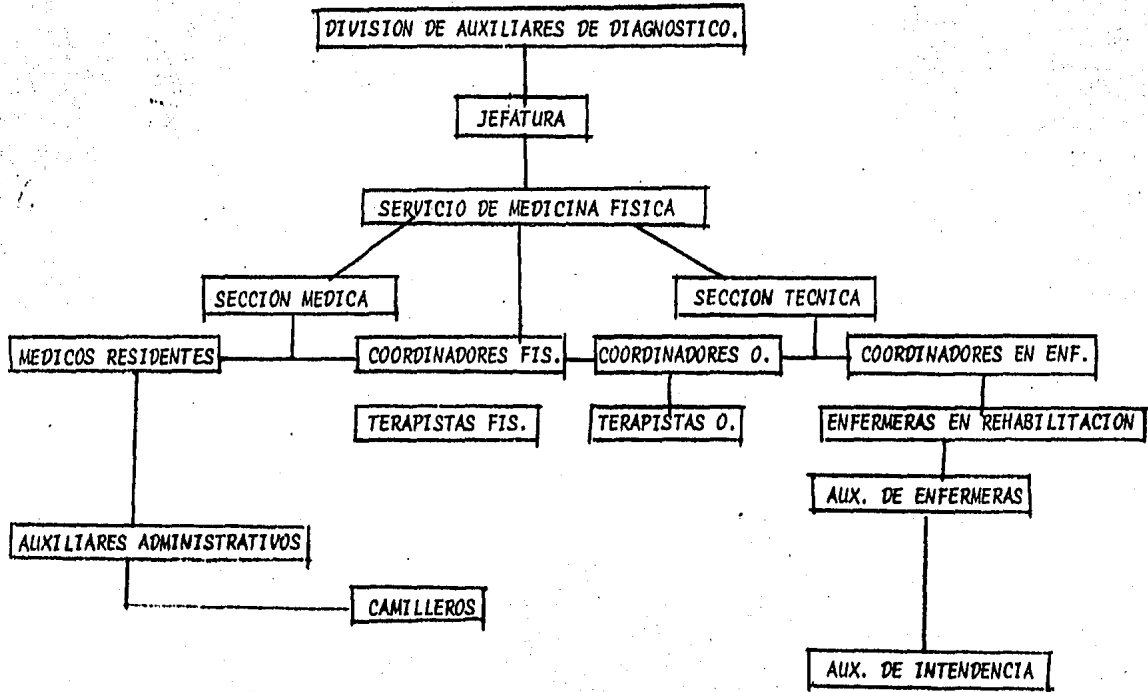 DIVISION DE AUXILIARES DE DIAGNOSTICO.
JEFATURA
SERVICIO DE MEDICINA FISICA
SECCION MEDICA
SECCION TECNICA
MEDICOS RESIDENTES
COORDINADORES FIS.
COORDINADORES O.
COORDINADORES EN ENF.
TERAPISTAS FIS.
TERAPISTAS O.
ENFERMERAS EN REHABILITACION
AUX. DE ENFERMERAS
AUXILIARES ADMINISTRATIVOS
CAMILLEROS
AUX. DE INTENDENCIA